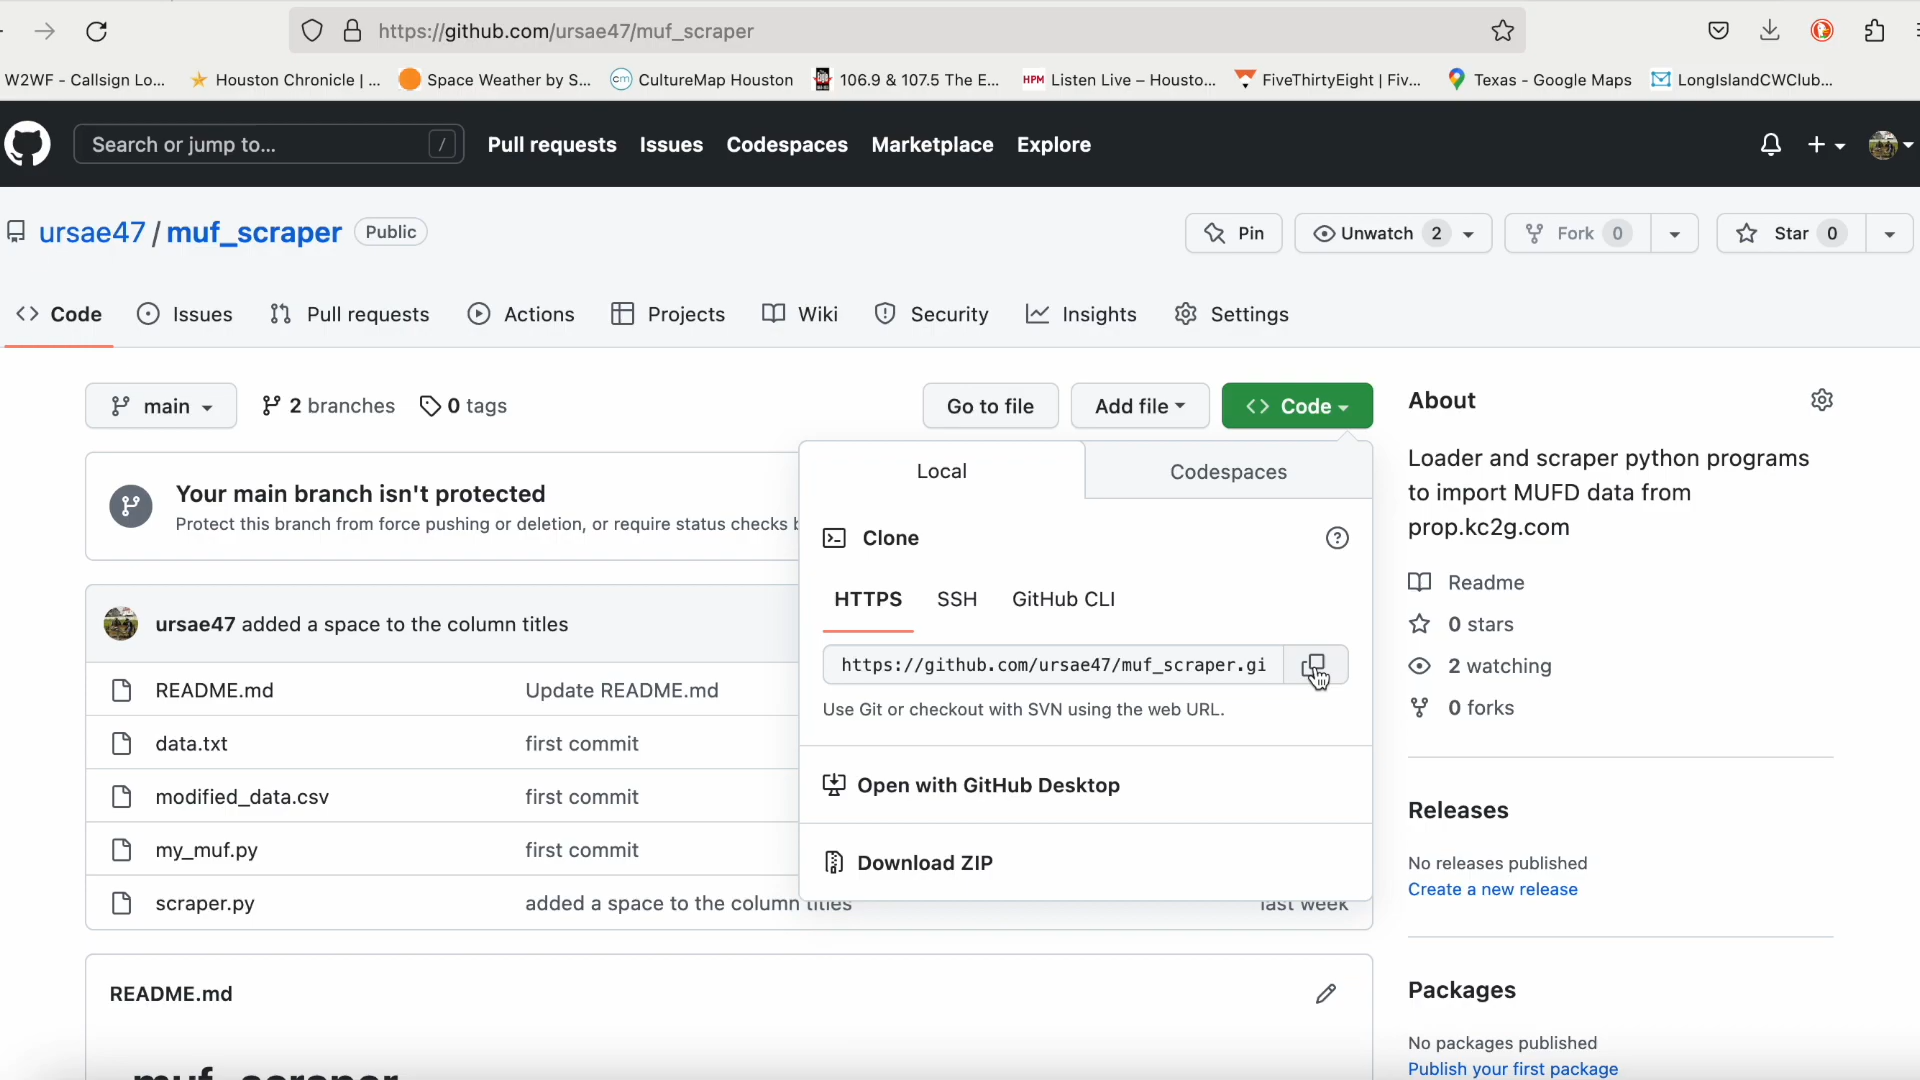 https://github.com/ursae47/muf_scraper
W2WF - Callsign Lo...
Houston Chronicle | ...
Space Weather by S...
cm CultureMap Houston
106.9 & 107.5 The E...
HPM Listen Live – Housto...
FiveThirtyEight | Fiv...
Texas - Google Maps
LongIslandCWClub...
Search or jump to... /
Pull requests
Issues
Codespaces
Marketplace
Explore
ursae47 / muf_scraper Public
Pin
Unwatch 2
Fork 0
Star 0
Code
Issues
Pull requests
Actions
Projects
Wiki
Security
Insights
Settings
main
2 branches
0 tags
Go to file
Add file
Code
Your main branch isn't protected
Protect this branch from force pushing or deletion, or require status checks
ursae47 added a space to the column titles
README.md Update README.md
data.txt first commit
modified_data.csv first commit
my_muf.py first commit
scraper.py added a space to the column titles last week
Local
Codespaces
Clone
HTTPS
SSH
GitHub CLI
https://github.com/ursae47/muf_scraper.gi
Use Git or checkout with SVN using the web URL.
Open with GitHub Desktop
Download ZIP
README.md
muf_scraper
About
Loader and scraper python programs
to import MUFD data from
prop.kc2g.com
Readme
0 stars
2 watching
0 forks
Releases
No releases published
Create a new release
Packages
No packages published
Publish your first package